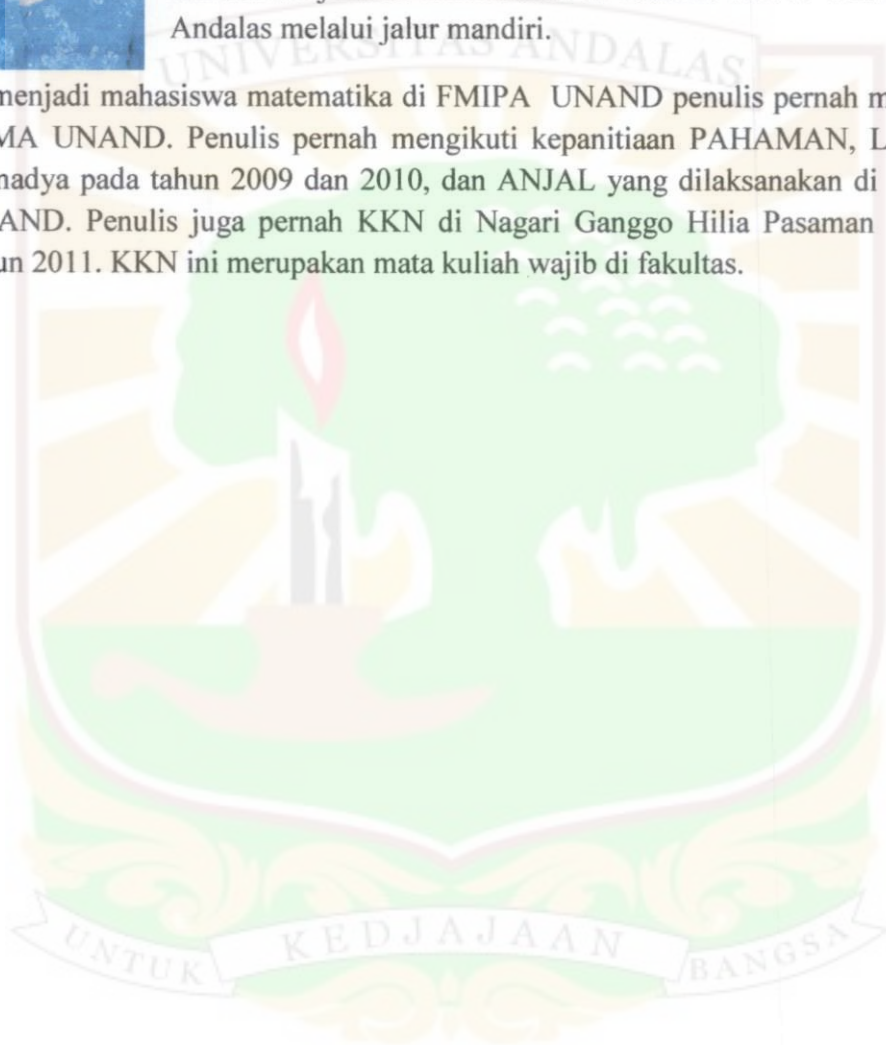 Andalas melalui jalur mandiri.
UNIVERSITAS ANDALAS
menjadi mahasiswa matematika di FMIPA UNAND penulis pernah m
MA UNAND. Penulis pernah mengikuti kepanitiaan PAHAMAN, L
nadya pada tahun 2009 dan 2010, dan ANJAL yang dilaksanakan di
AND. Penulis juga pernah KKN di Nagari Ganggo Hilia Pasaman
un 2011. KKN ini merupakan mata kuliah wajib di fakultas.
UNTUK KEDJAJAAN BANGSA